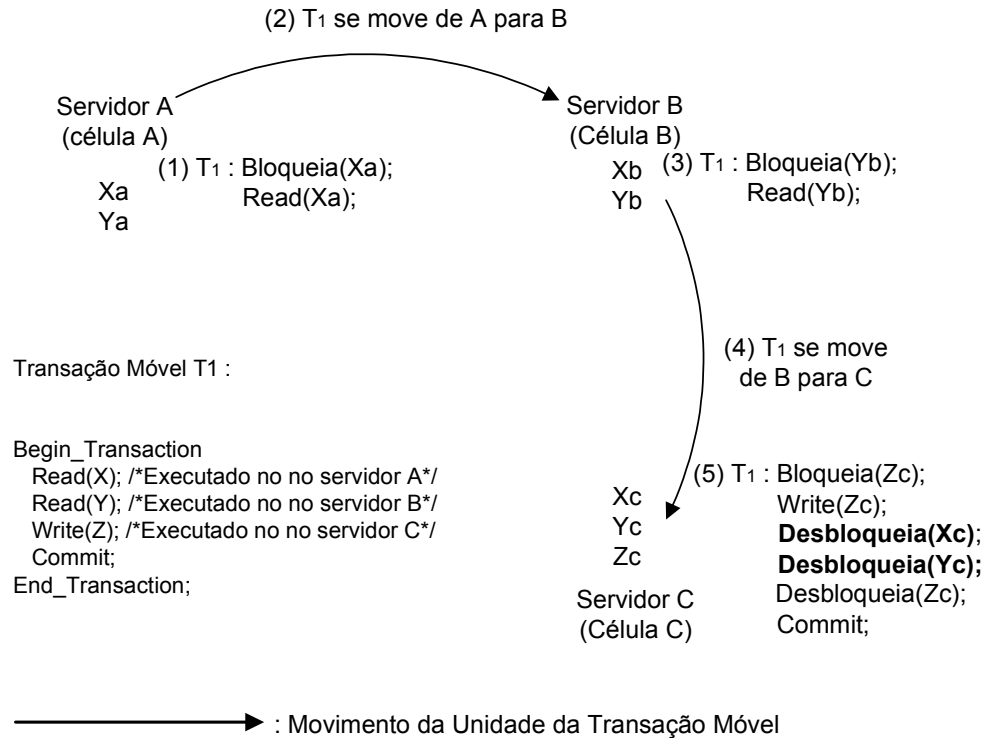 (2) T1 se move de A para B
Servidor A
(célula A)
Servidor B
(Célula B)
(1) T1 : Bloqueia(Xa);
Read(Xa);
Xa
Ya
Xb
Yb
(3) T1 : Bloqueia(Yb);
Read(Yb);
(4) T1 se move
de B para C
Transação Móvel T1 :
Begin_Transaction
Read(X); /*Executado no no servidor A*/
Read(Y); /*Executado no no servidor B*/
Write(Z); /*Executado no no servidor C*/
Commit;
End_Transaction;
Xc
Yc
Zc
Servidor C
(Célula C)
(5) T1 : Bloqueia(Zc);
Write(Zc);
Desbloqueia(Xc);
Desbloqueia(Yc);
Desbloqueia(Zc);
Commit;
: Movimento da Unidade da Transação Móvel